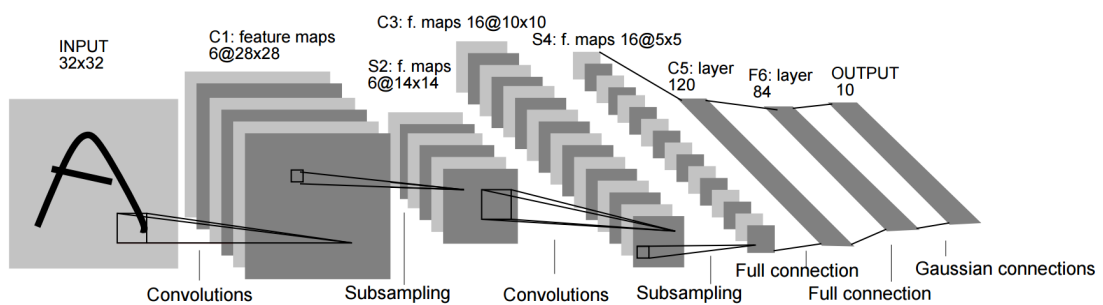 INPUT
32x32
C1: feature maps
6@28x28
S2: f. maps
6@14x14
C3: f. maps 16@10x10
S4: f. maps 16@5x5
C5: layer
120
F6: layer
84
OUTPUT
10
Convolutions
Subsampling
Convolutions
Subsampling
Full connection
Full connection
Gaussian connections